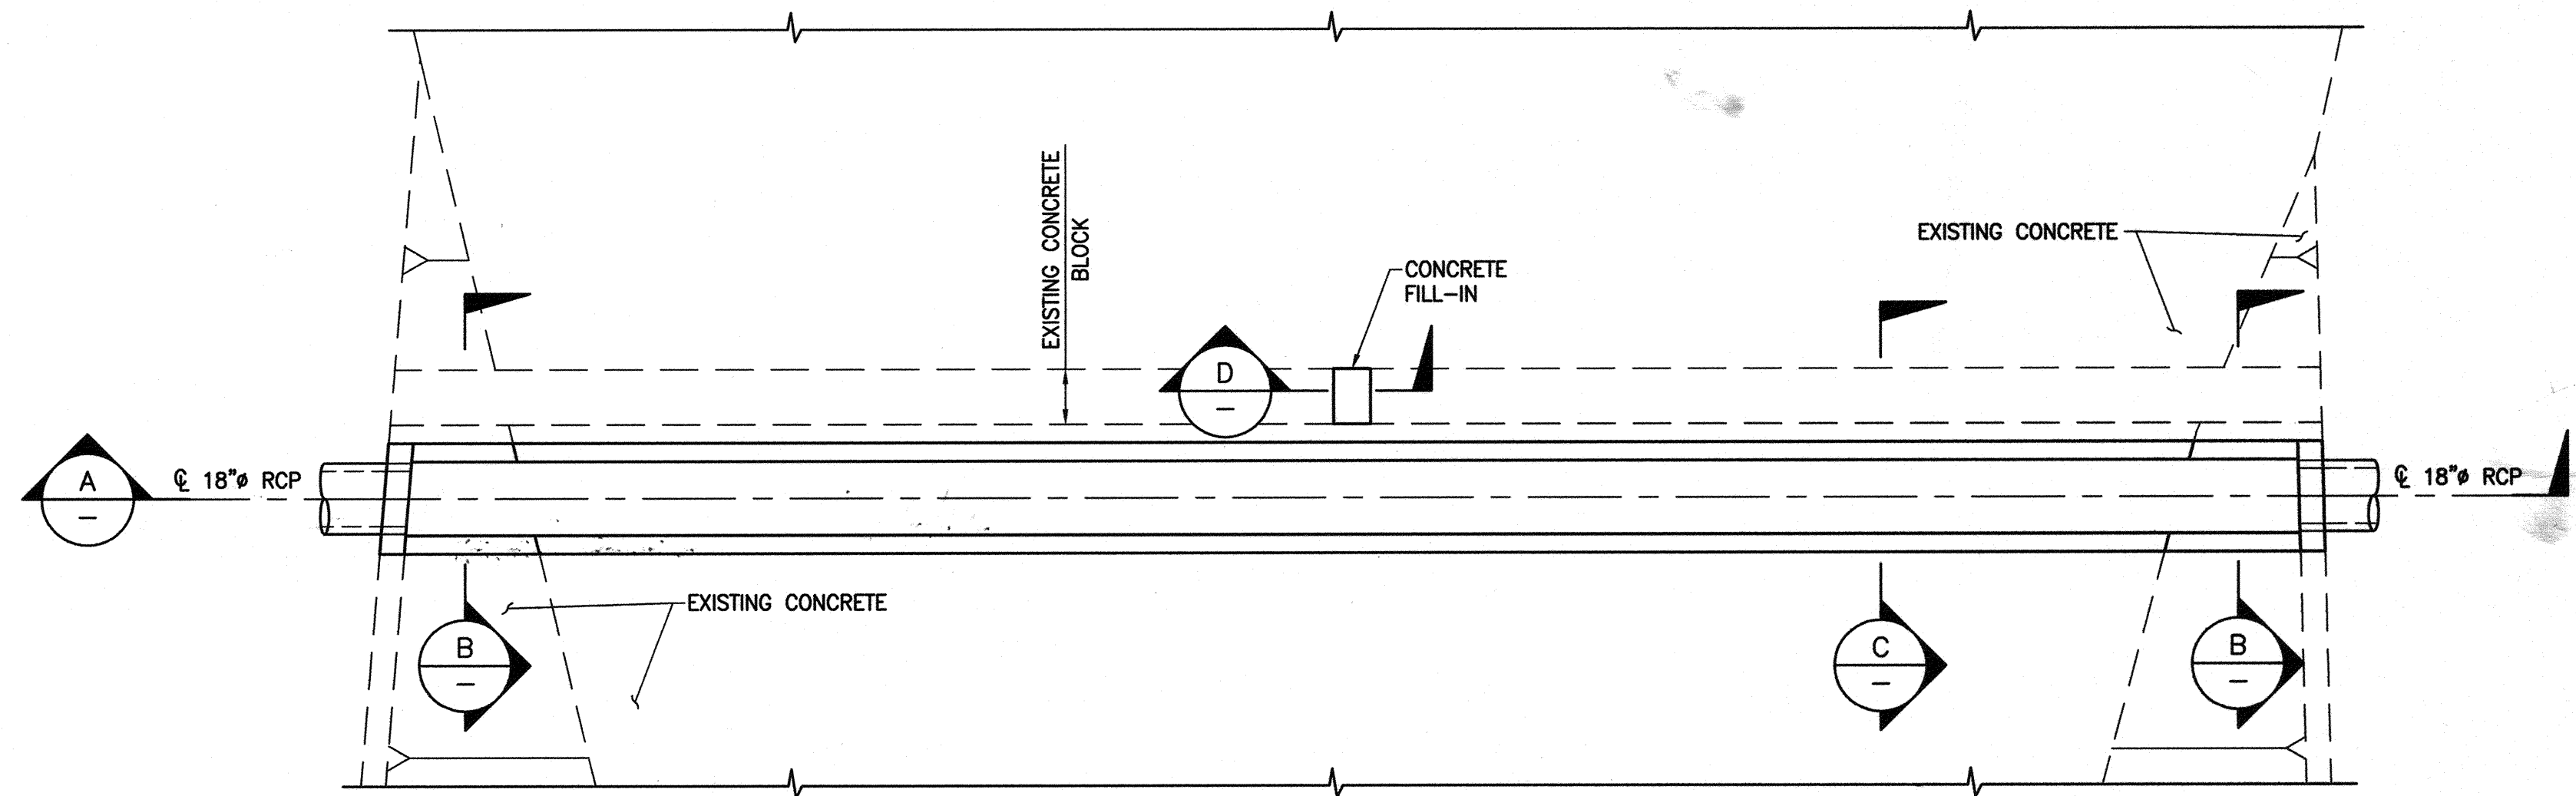 EXISTING CONCRETE
BLOCK
EXISTING CONCRETE
CONCRETE
FILL-IN
D
–
A
–
℄ 18"ø RCP
℄ 18"ø RCP
EXISTING CONCRETE
B
–
C
–
B
–